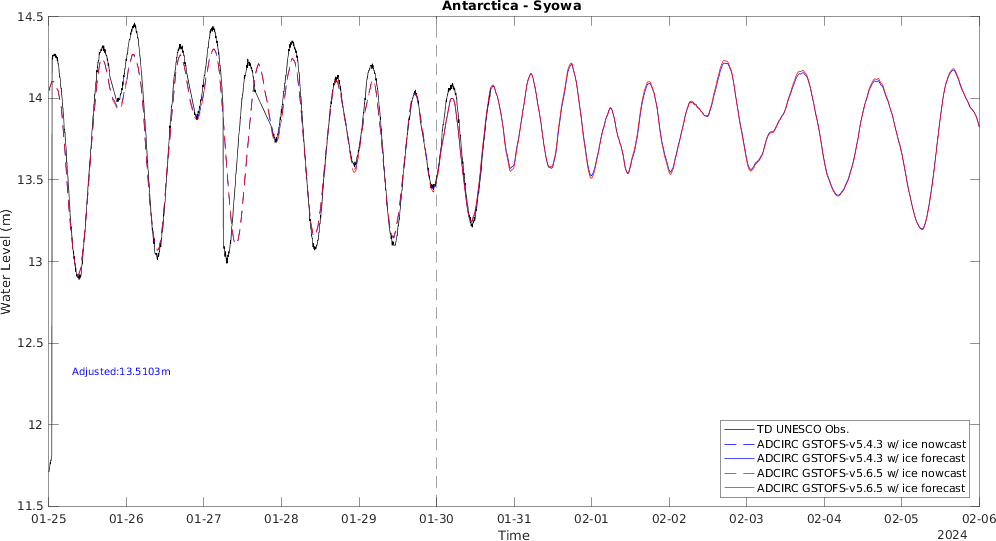 Antarctica - Syowa
14.5
14
13.5
13
12.5
12
11.5
Water Level (m)
Adjusted:13.5103m
TD UNESCO Obs.
ADCIRC GSTOFS-v5.4.3 w/ ice nowcast
ADCIRC GSTOFS-v5.4.3 w/ ice forecast
ADCIRC GSTOFS-v5.6.5 w/ ice nowcast
ADCIRC GSTOFS-v5.6.5 w/ ice forecast
01-25 01-26 01-27 01-28 01-29 01-30 01-31 02-01 02-02 02-03 02-04 02-05 02-06
Time
2024